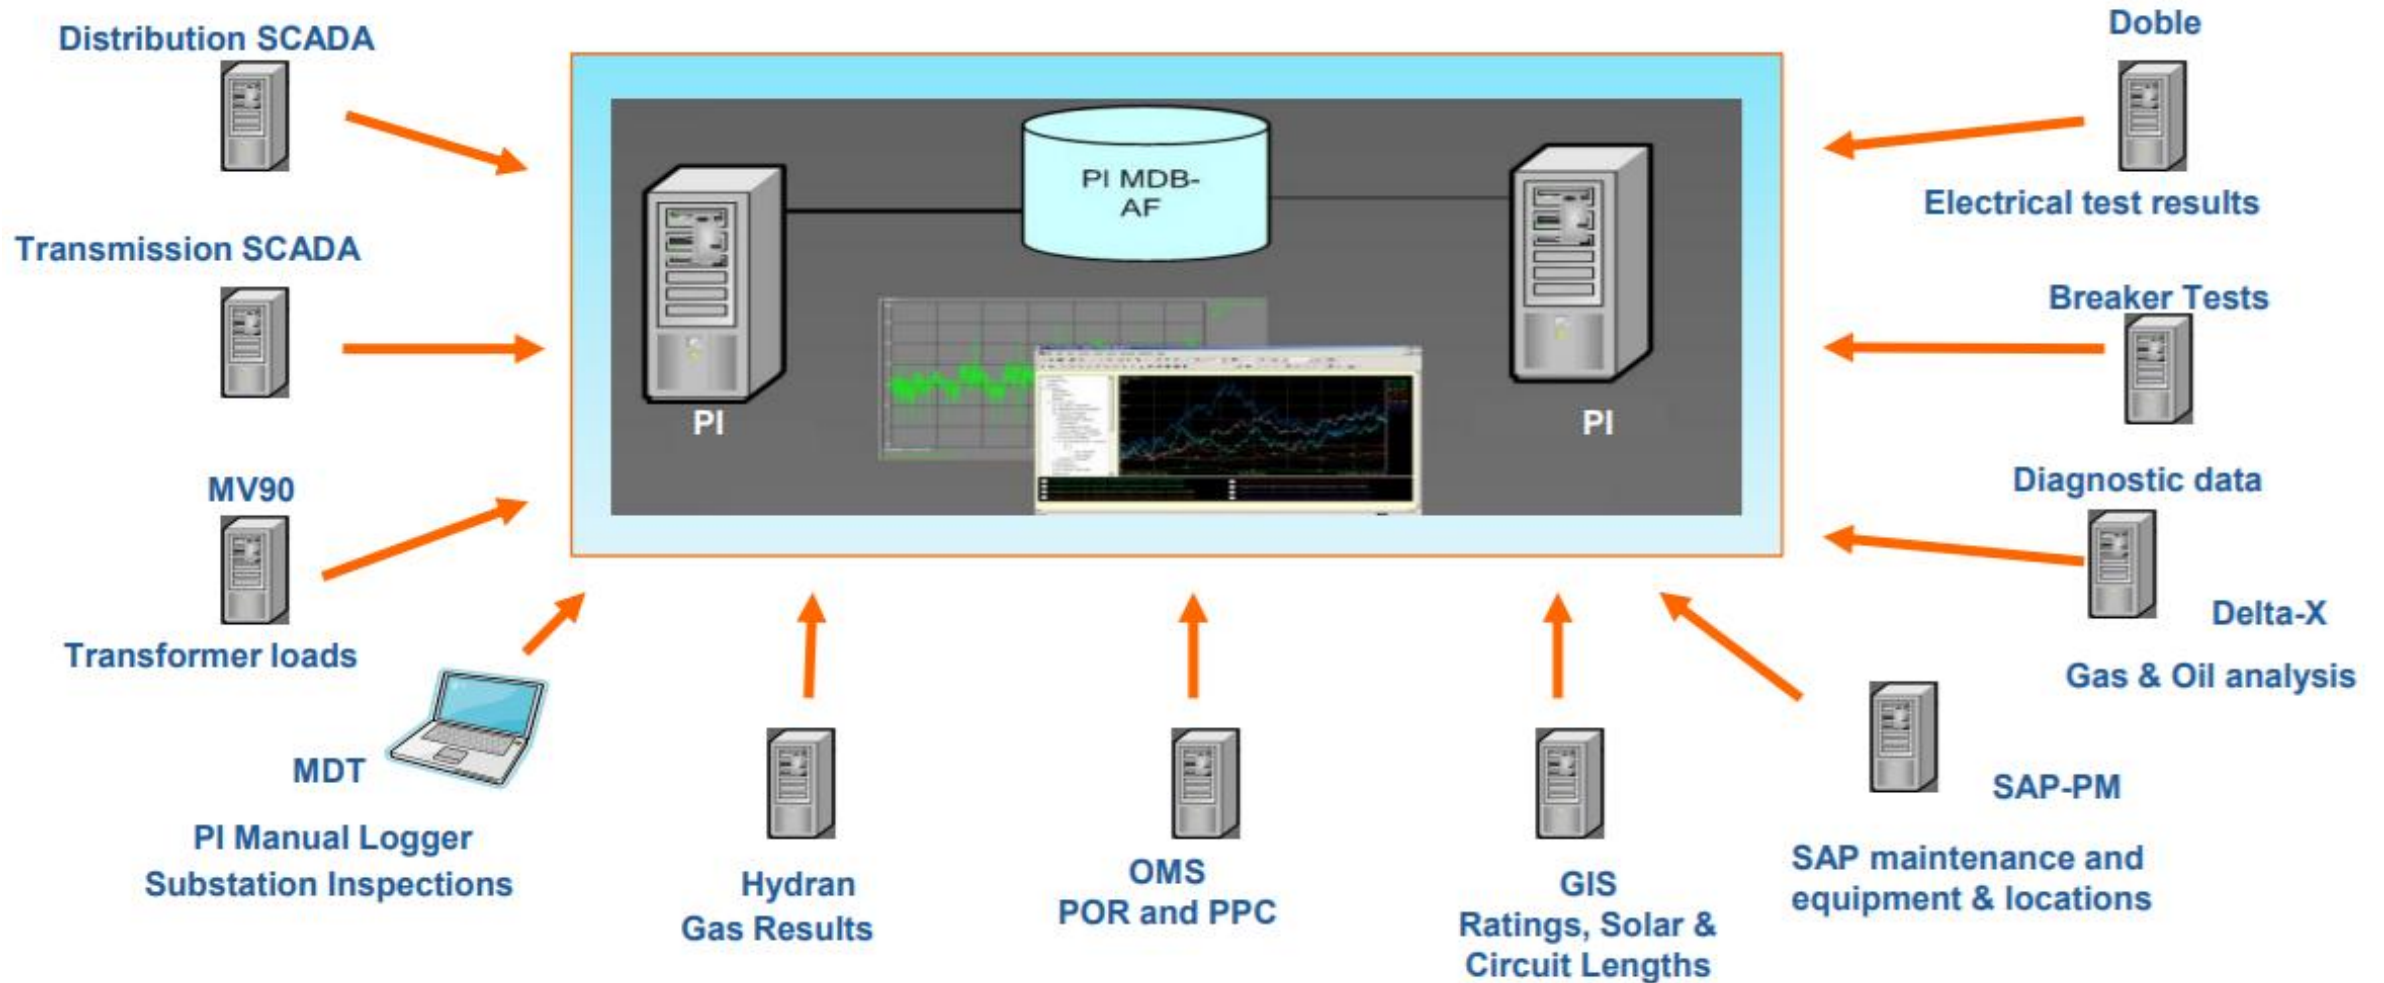 Distribution SCADA
Transmission SCADA
MV90
Transformer loads
MDT
PI Manual Logger
Substation Inspections
PI MDB-
AF
PI
PI
Hydran
Gas Results
OMS
POR and PPC
GIS
Ratings, Solar &
Circuit Lengths
Doble
Electrical test results
Breaker Tests
Diagnostic data
Delta-X
Gas & Oil analysis
SAP-PM
SAP maintenance and
equipment & locations